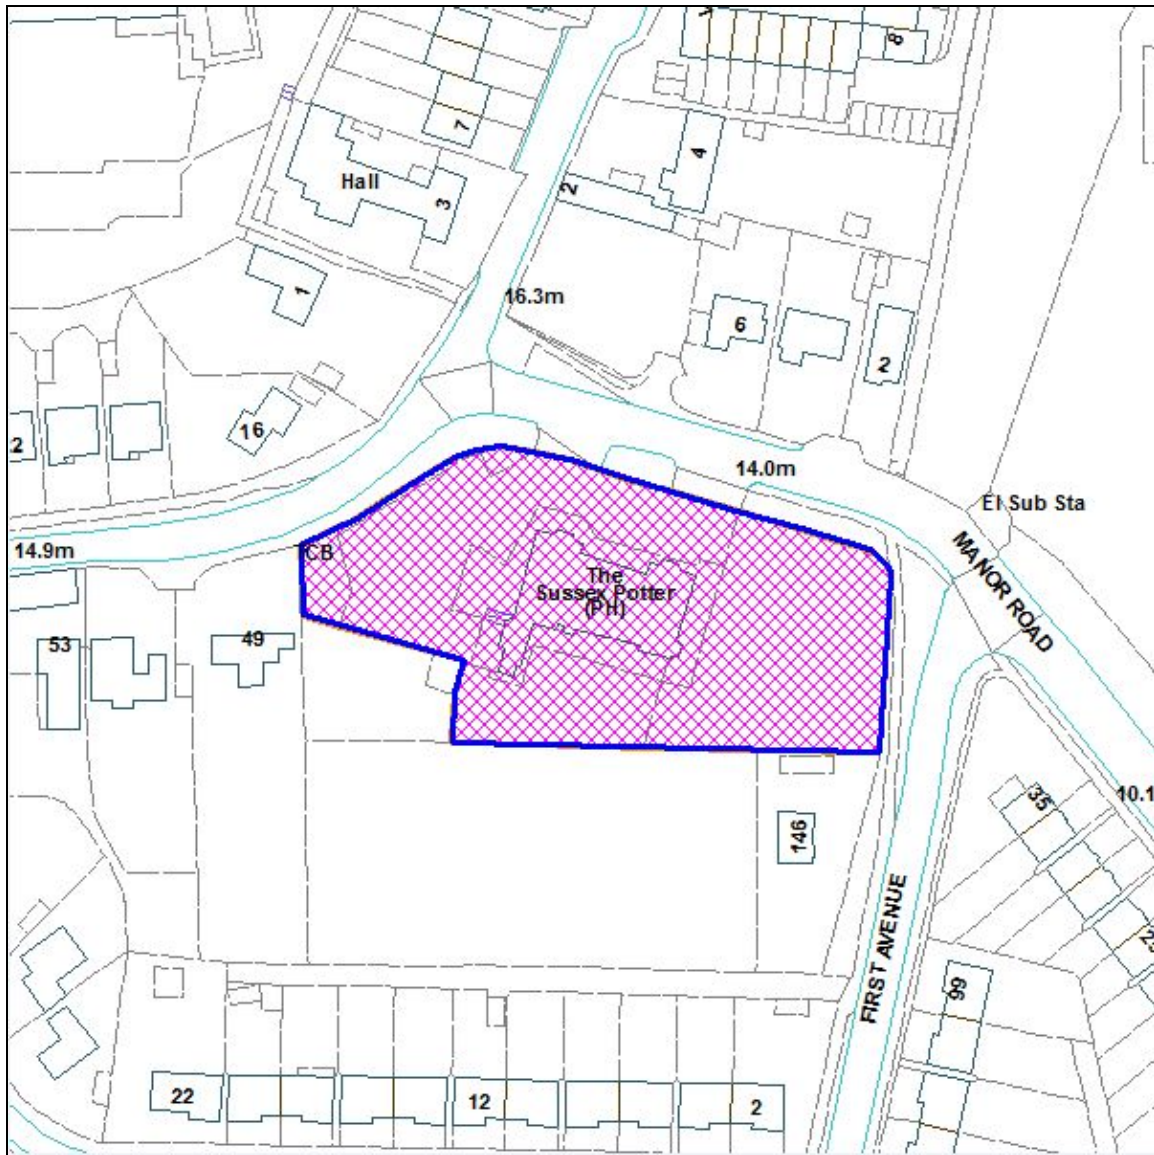 8
7
4
Hall
2
3
1
16.3m
6
2
16
2
14.0m
El Sub Sta
14.9m
CB
MANOR ROAD
The
Sussex Potter
(PH)
53
49
35
10.1
146
FIRST AVENUE
99
22
12
2